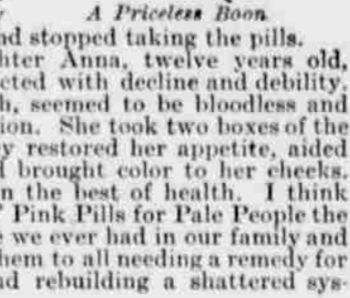 A Priceless Boon
nd stopped taking the pills.
hter Anna, twelve years old,
cted with decline and debility.
h, seemed to be bloodless and
ion. She took two boxes of the
y restored her appetite, aided
brought color to her cheeks.
n the best of health. I think
Pink Pills for Pale People the
e we ever had in our family and
hem to all needing a remedy for
nd rebuilding a shattered sys-